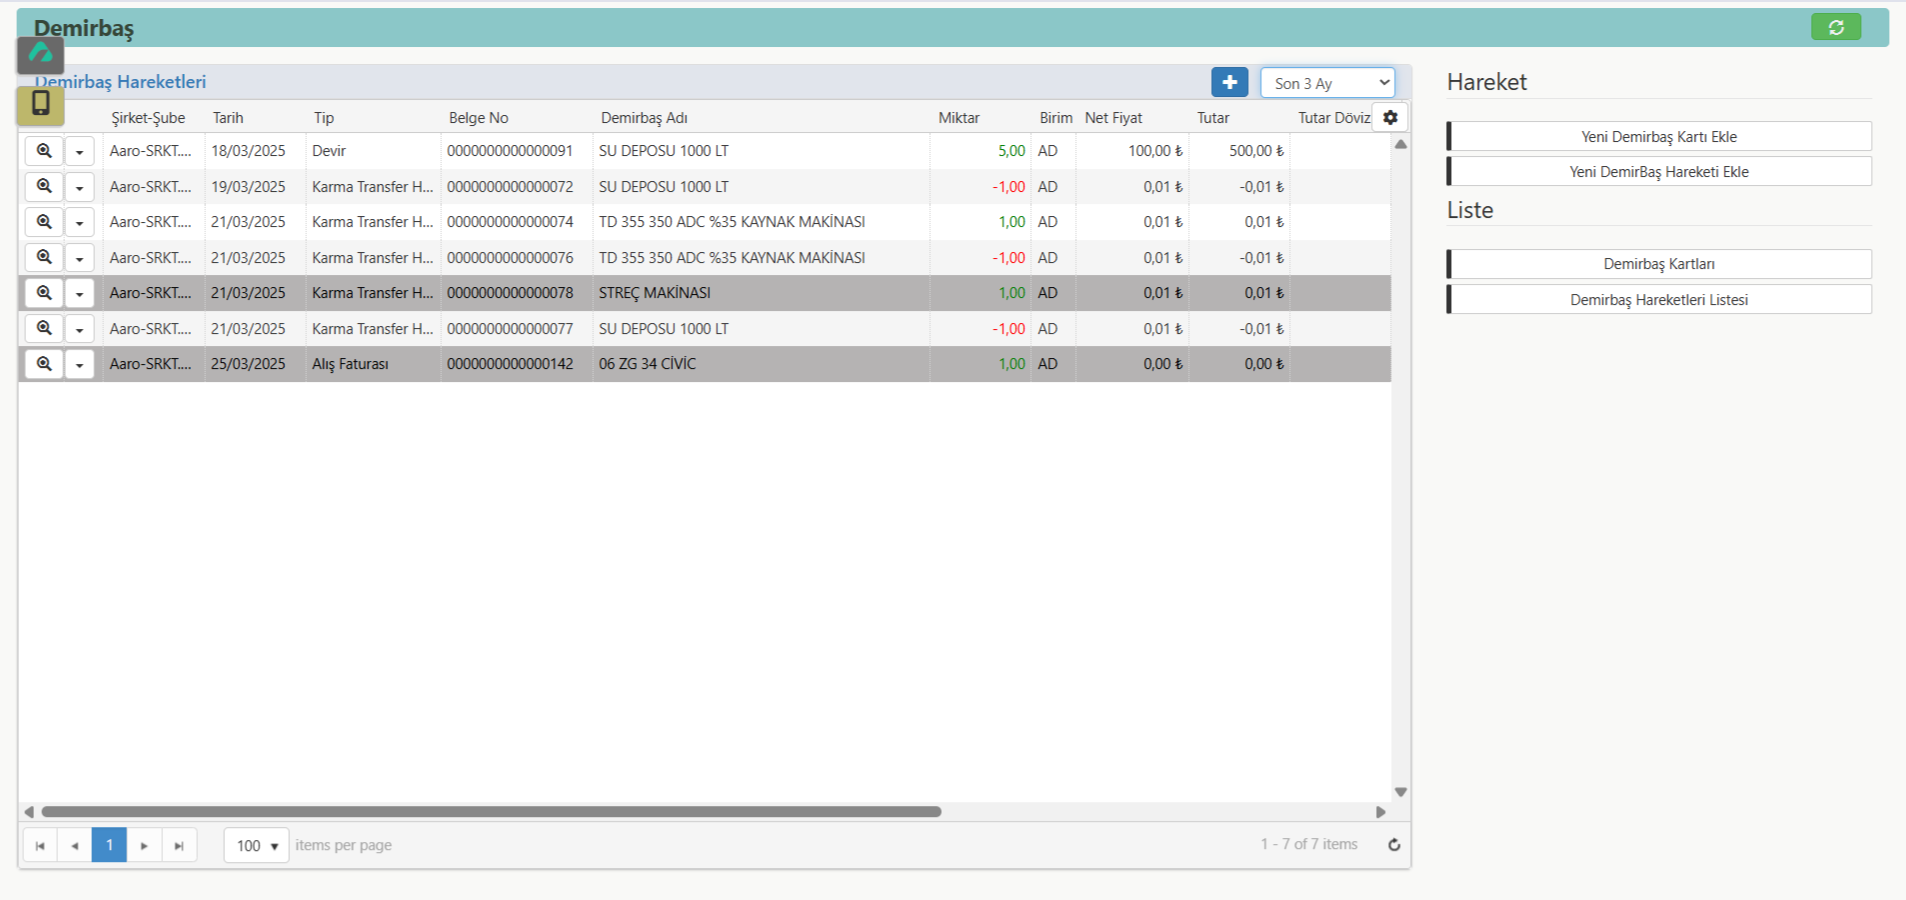 Demirbaş
Demirbaş Hareketleri
Son 3 Ay
Şirket-Şube Tarih Tip Belge No Demirbaş Adı Miktar Birim Net Fiyat Tutar Tutar Döviz
Aaro-SRKT.... 18/03/2025 Devir 0000000000000091 SU DEPOSU 1000 LT 5,00 AD 100,00 ₺ 500,00 ₺
Aaro-SRKT.... 19/03/2025 Karma Transfer H... 0000000000000072 SU DEPOSU 1000 LT -1,00 AD 0,01 ₺ -0,01 ₺
Aaro-SRKT.... 21/03/2025 Karma Transfer H... 0000000000000074 TD 355 350 ADC %35 KAYNAK MAKİNASI 1,00 AD 0,01 ₺ 0,01 ₺
Aaro-SRKT.... 21/03/2025 Karma Transfer H... 0000000000000076 TD 355 350 ADC %35 KAYNAK MAKİNASI -1,00 AD 0,01 ₺ -0,01 ₺
Aaro-SRKT.... 21/03/2025 Karma Transfer H... 0000000000000078 STREÇ MAKİNASI 1,00 AD 0,01 ₺ 0,01 ₺
Aaro-SRKT.... 21/03/2025 Karma Transfer H... 0000000000000077 SU DEPOSU 1000 LT -1,00 AD 0,01 ₺ -0,01 ₺
Aaro-SRKT.... 25/03/2025 Alış Faturası 0000000000000142 06 ZG 34 CİVİC 1,00 AD 0,00 ₺ 0,00 ₺
1 100 items per page 1 - 7 of 7 items
Hareket
Yeni Demirbaş Kartı Ekle
Yeni DemirBaş Hareketi Ekle
Liste
Demirbaş Kartları
Demirbaş Hareketleri Listesi